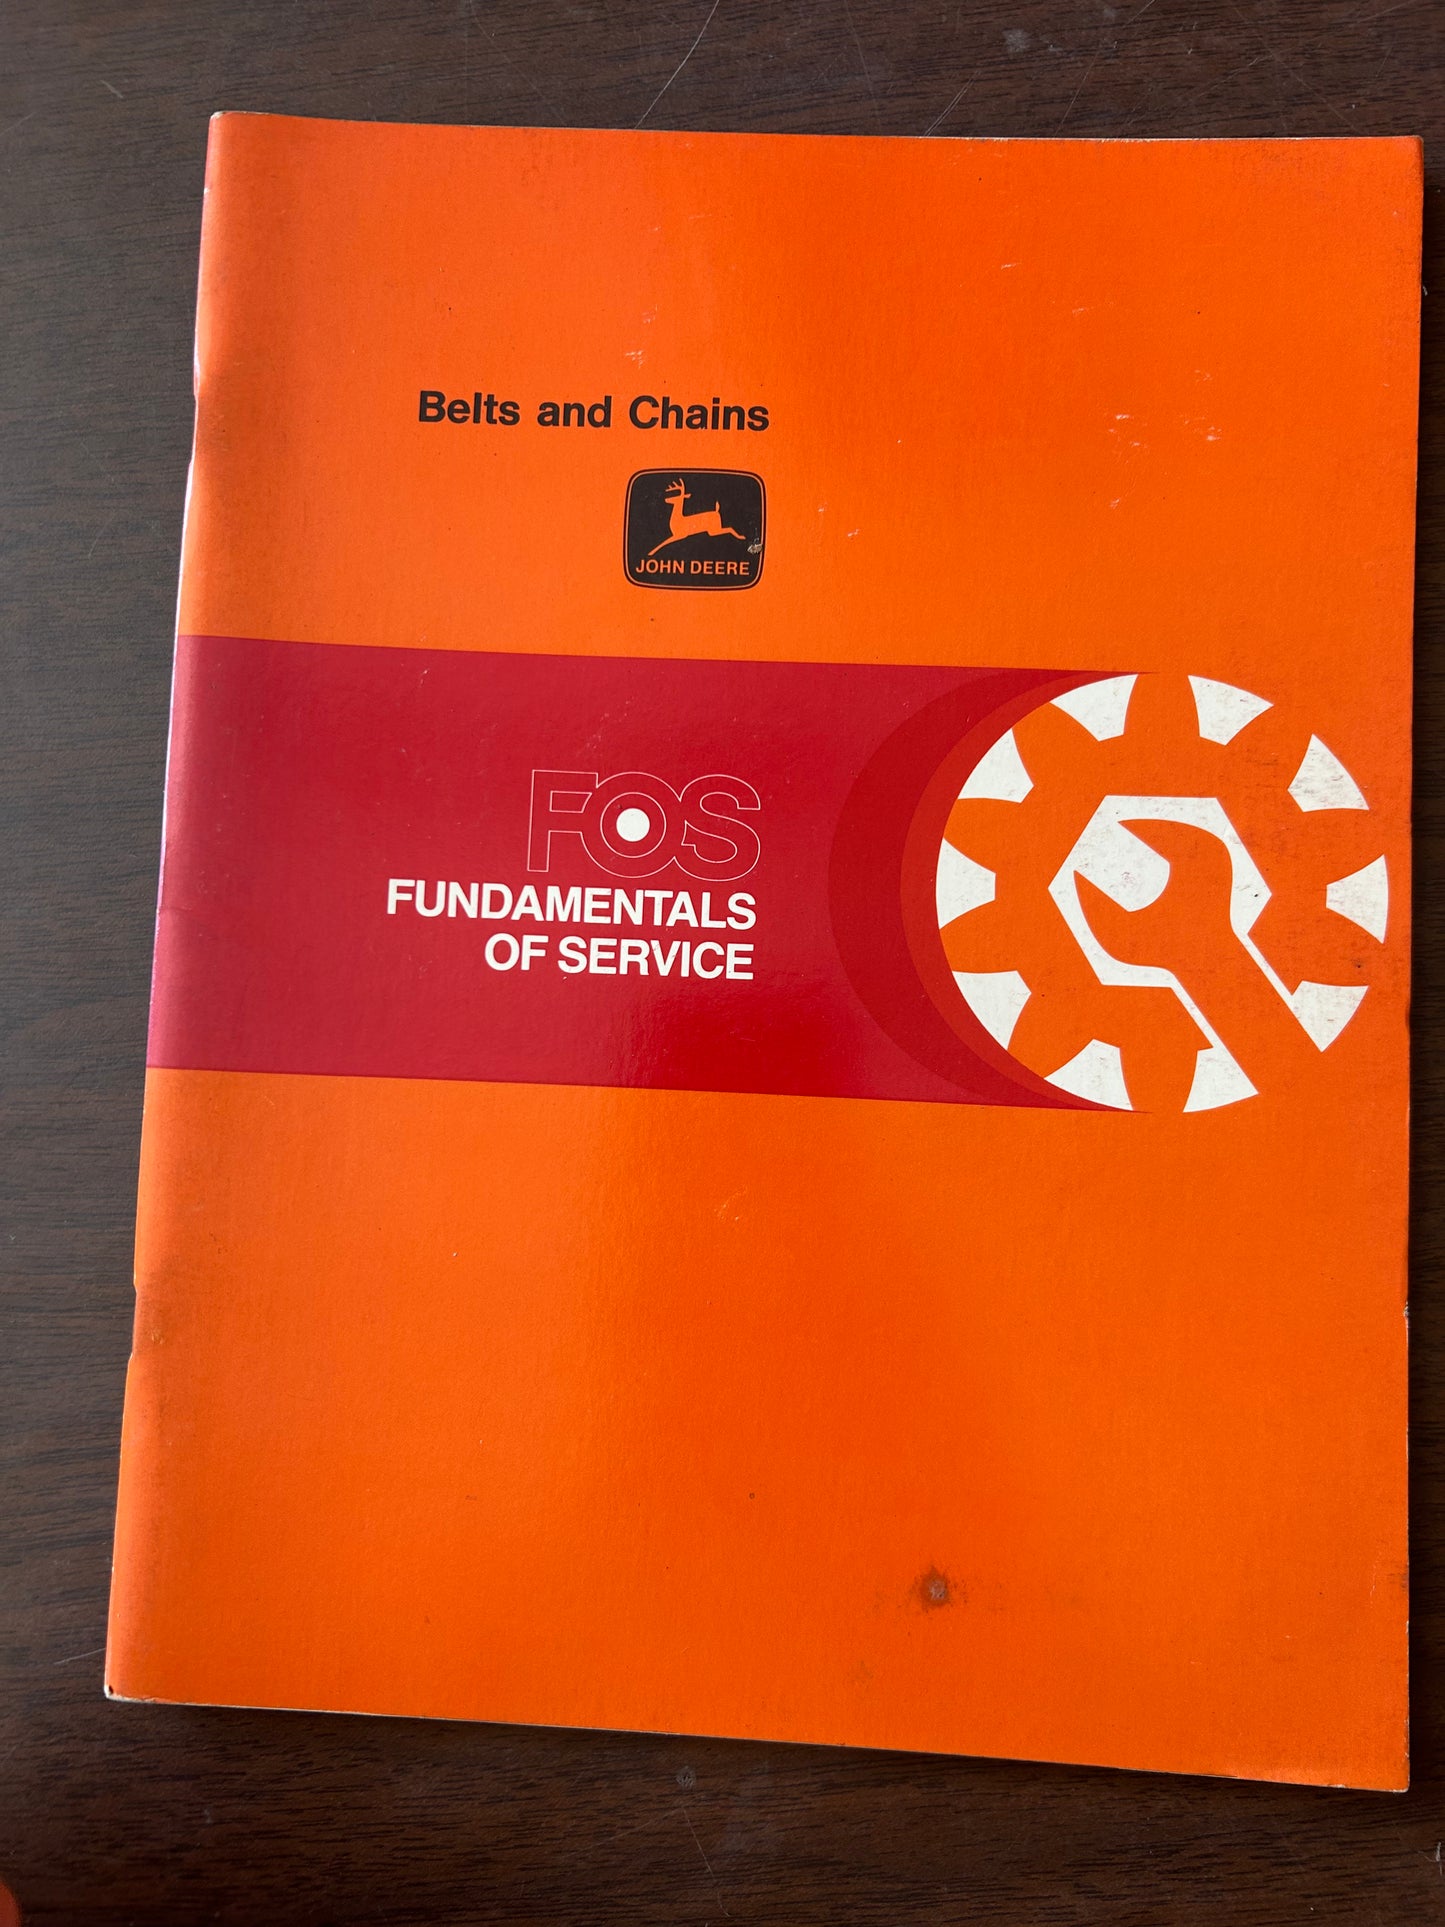 Belts and Chains
JOHN DEERE
FOS
FUNDAMENTALS
OF SERVICE